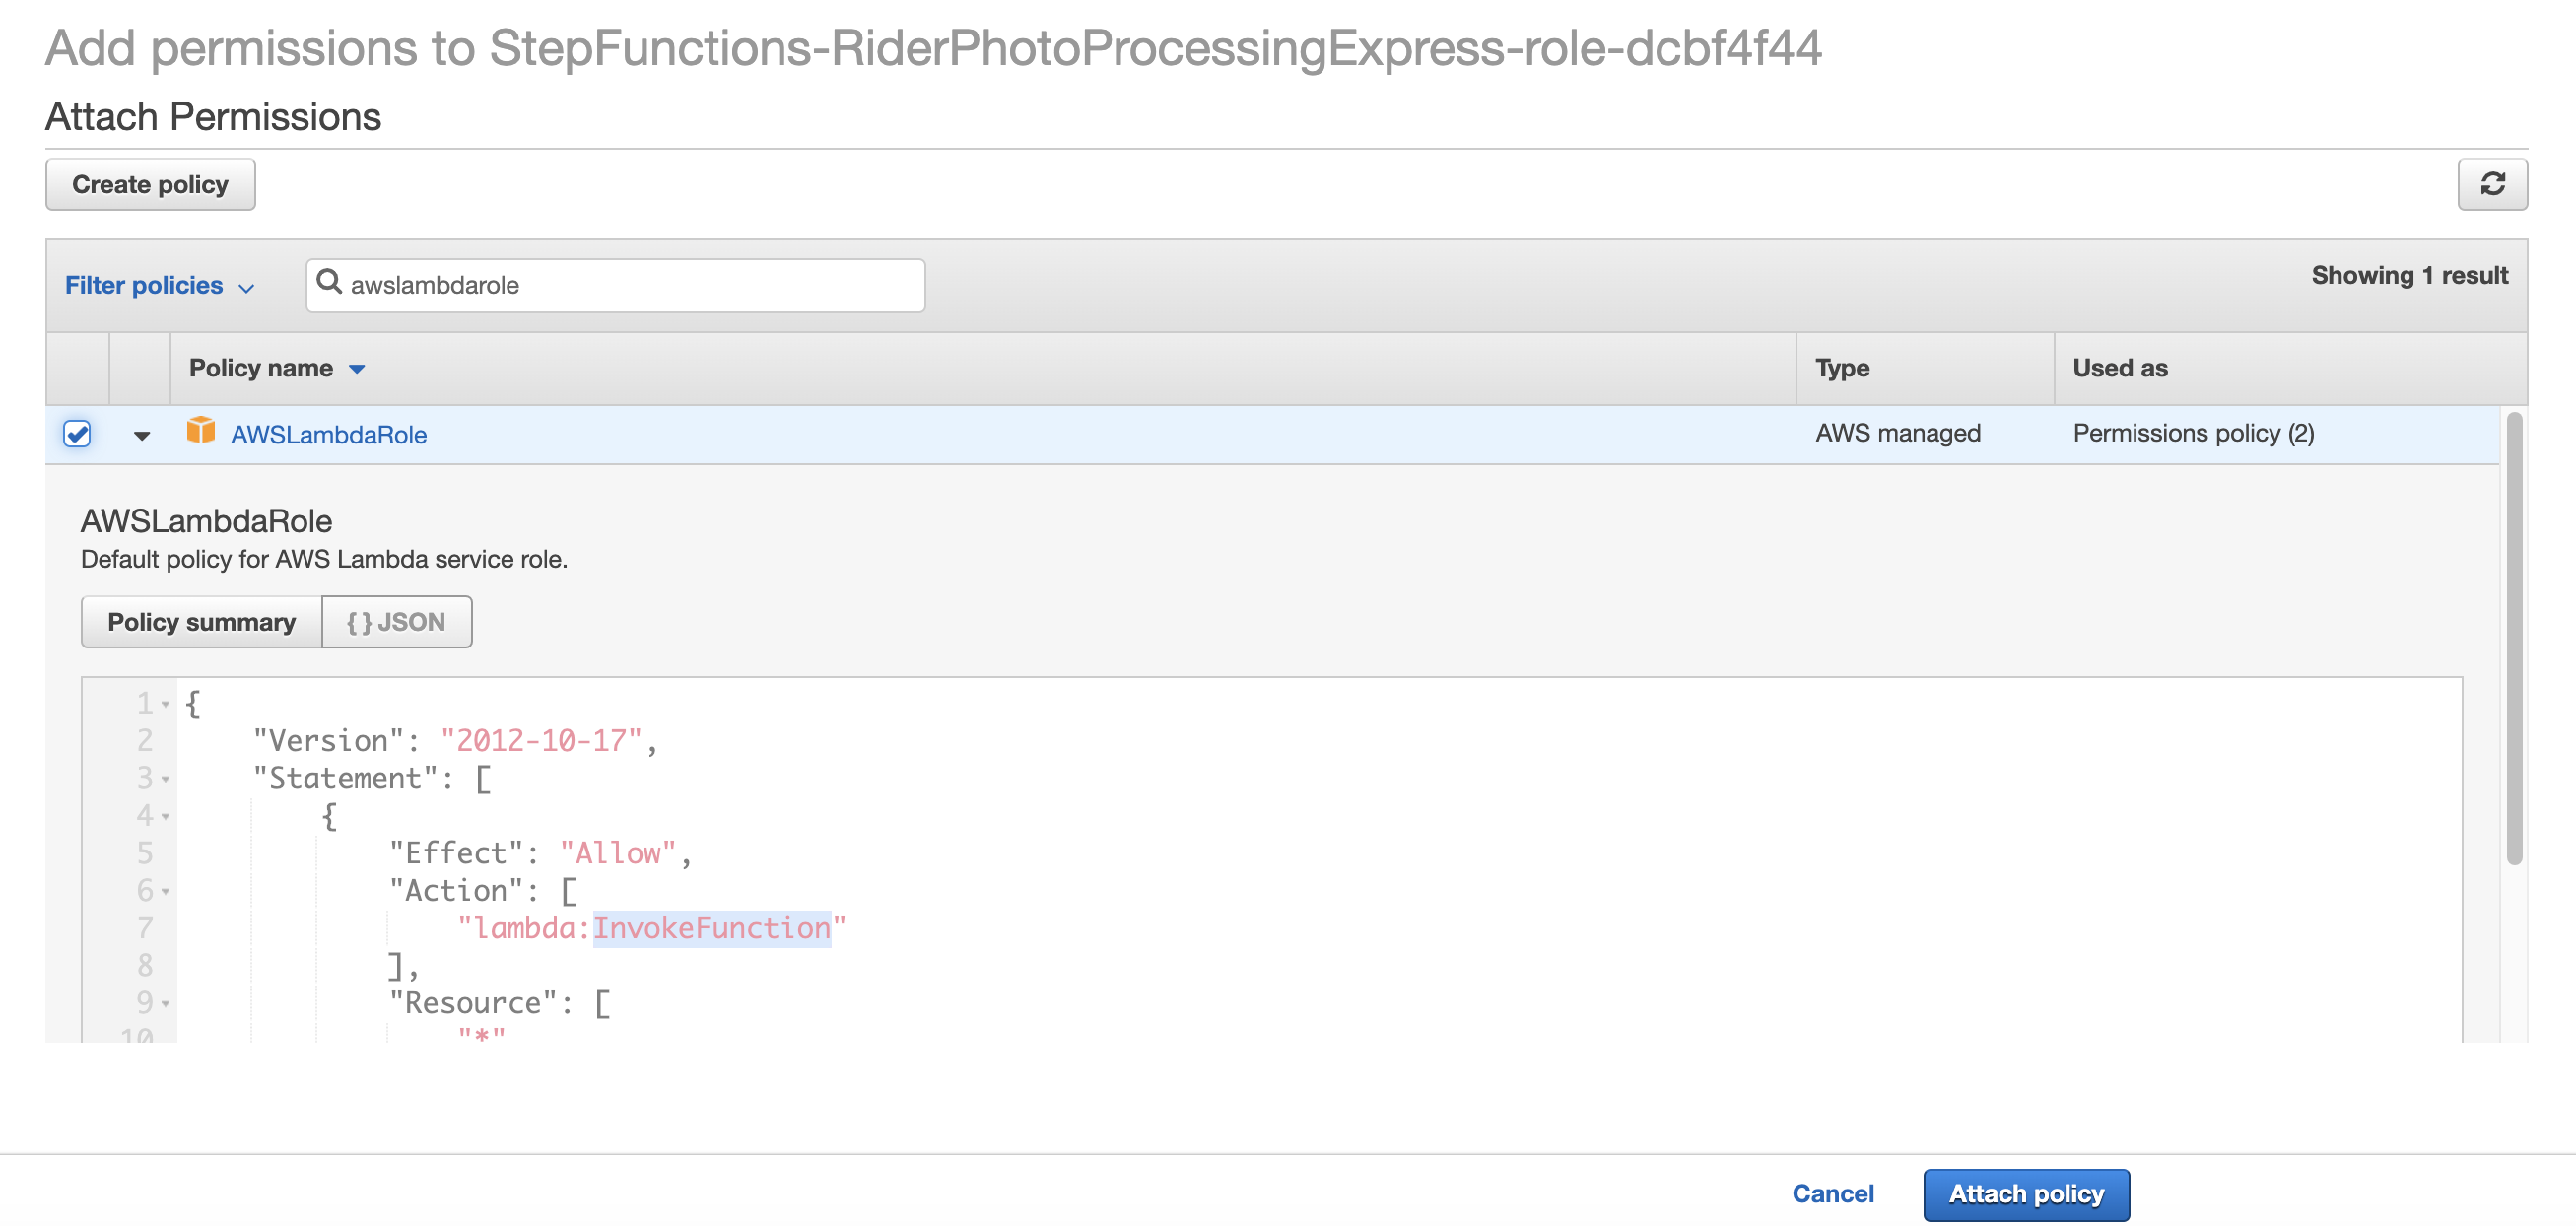 Add permissions to StepFunctions-RiderPhotoProcessingExpress-role-dcbf4f44
Attach Permissions
Create policy
Filter policies awslambdarole Showing 1 result
Policy name Type Used as
AWSLambdaRole AWS managed Permissions policy (2)
AWSLambdaRole
Default policy for AWS Lambda service role.
Policy summary { } JSON
1 {
2 "Version": "2012-10-17",
3 "Statement": [
4 {
5 "Effect": "Allow",
6 "Action": [
7 "lambda:InvokeFunction"
8 ],
9 "Resource": [
10 "*"
Cancel Attach policy